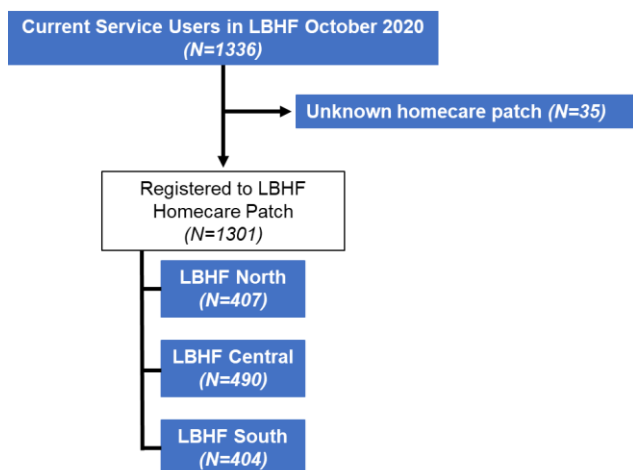 Current Service Users in LBHF October 2020
(N=1336)
Unknown homecare patch (N=35)
Registered to LBHF
Homecare Patch
(N=1301)
LBHF North
(N=407)
LBHF Central
(N=490)
LBHF South
(N=404)